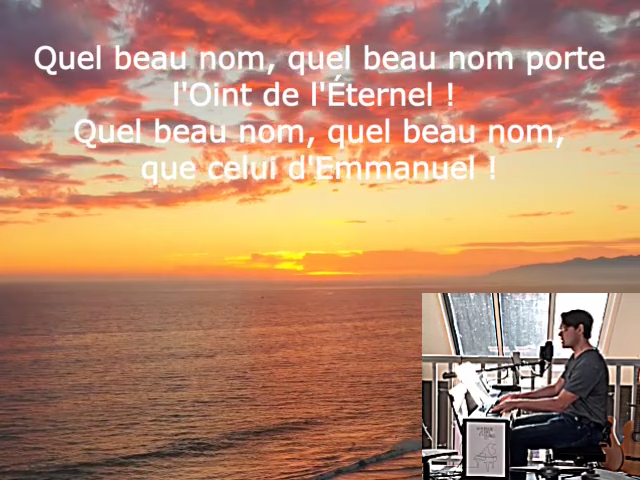 Quel beau nom, quel beau nom porte
l'Oint de l'Éternel !
Quel beau nom, quel beau nom,
que celui d'Emmanuel !